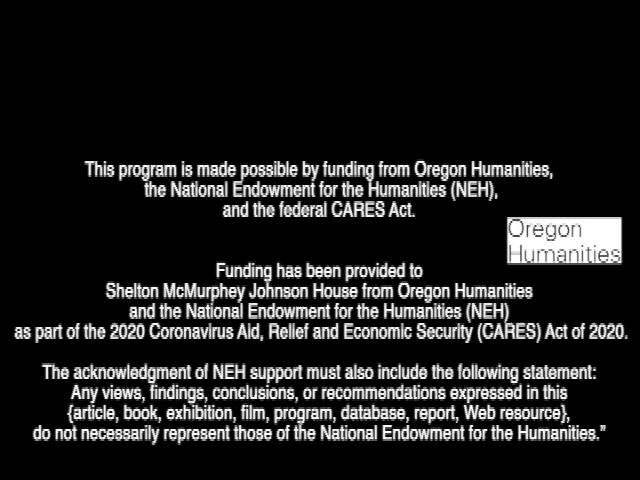 This program is made possible by funding from Oregon Humanities,
the National Endowment for the Humanities (NEH),
and the federal CARES Act.
Oregon
Humanities
Funding has been provided to
Shelton McMurphey Johnson House from Oregon Humanities
and the National Endowment for the Humanities (NEH)
as part of the 2020 Coronavirus Aid, Relief and Economic Security (CARES) Act of 2020.
The acknowledgment of NEH support must also include the following statement:
Any views, findings, conclusions, or recommendations expressed in this
{article, book, exhibition, film, program, database, report, Web resource},
do not necessarily represent those of the National Endowment for the Humanities.”